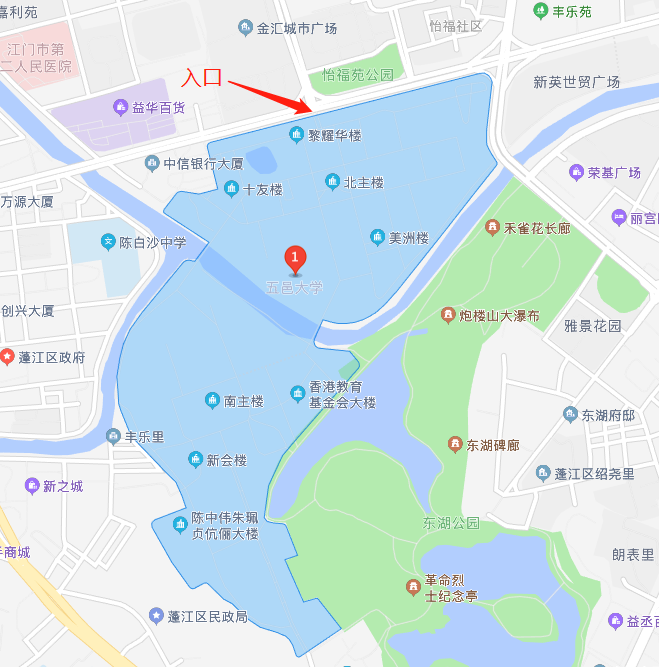 嘉利苑
金汇城市广场
怡福社区
丰乐苑
江门市第
二人民医院
入口
怡福苑公园
新英世贸广场
益华百货
黎耀华楼
中信银行大厦
十友楼
北主楼
荣基广场
万源大厦
丽宫
陈白沙中学
美洲楼
禾雀花长廊
1
五邑大学
创兴大厦
炮楼山大瀑布
雅景花园
蓬江区政府
南主楼
香港教育
基金会大楼
东湖府邸
丰乐里
东湖碑廊
新会楼
蓬江区绍尧里
新之城
陈中伟朱珮
贞伉俪大楼
东湖公园
商城
朗表里
革命烈
士纪念亭
蓬江区民政局
益丞百